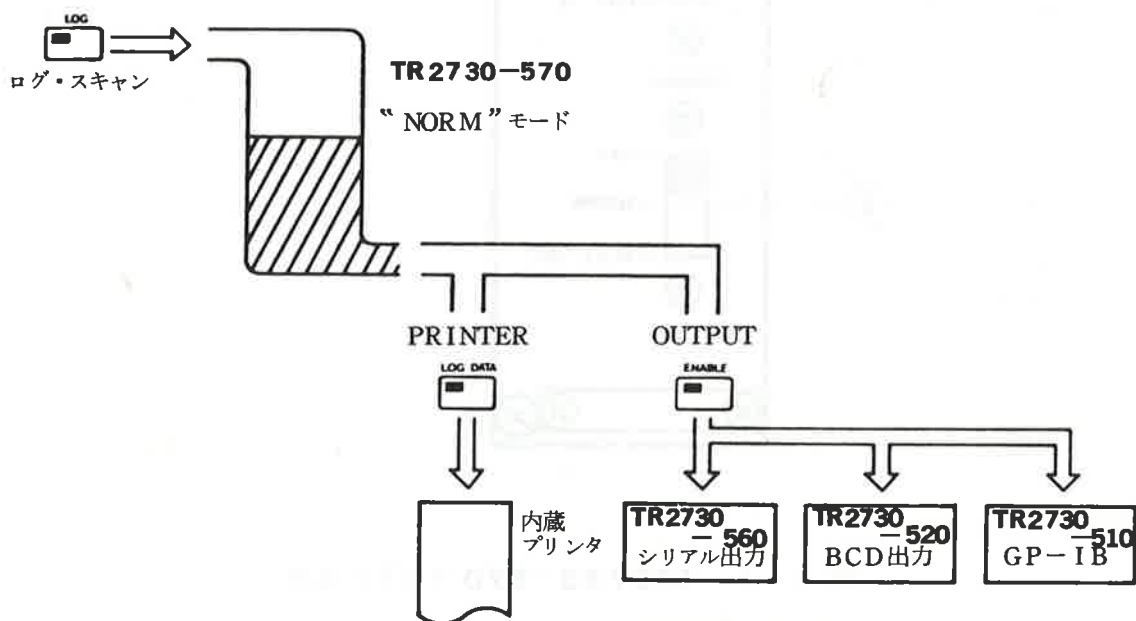 LOG
ログ・スキャン
TR2730-570
“NORM”モード
PRINTER
OUTPUT
LOG DATA
ENABLE
内蔵
プリンタ
TR2730
-560
シリアル出力
TR2730
-520
BCD出力
TR2730
-510
GP-IB